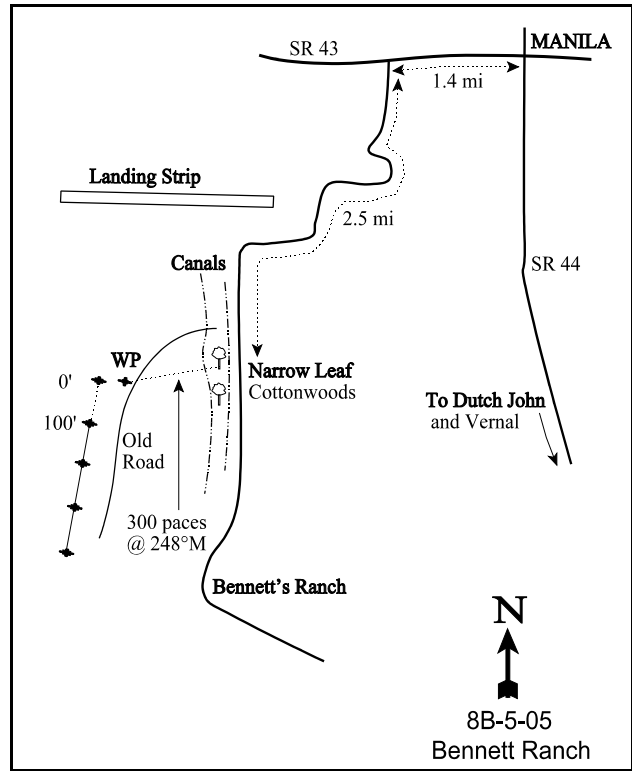 SR 43
MANILA
1.4 mi
Landing Strip
2.5 mi
Canals
SR 44
WP
0'
Narrow Leaf
Cottonwoods
To Dutch John
and Vernal
100'
Old
Road
300 paces
@ 248°M
Bennett's Ranch
N
8B-5-05
Bennett Ranch